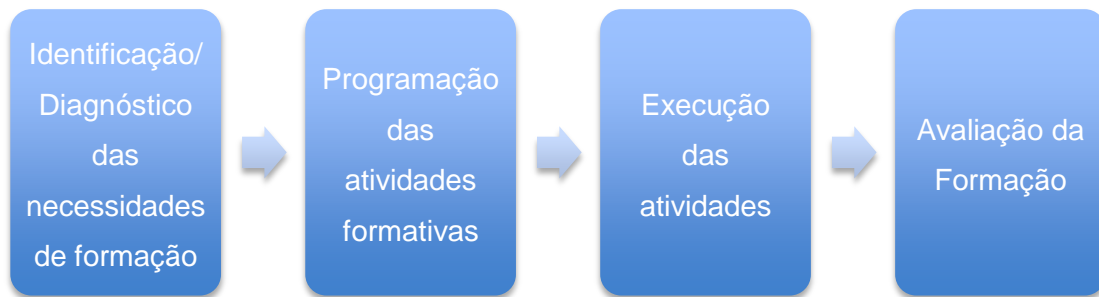 Identificação/
Diagnóstico
das
necessidades
de formação
Programação
das
atividades
formativas
Execução
das
atividades
Avaliação da
Formação